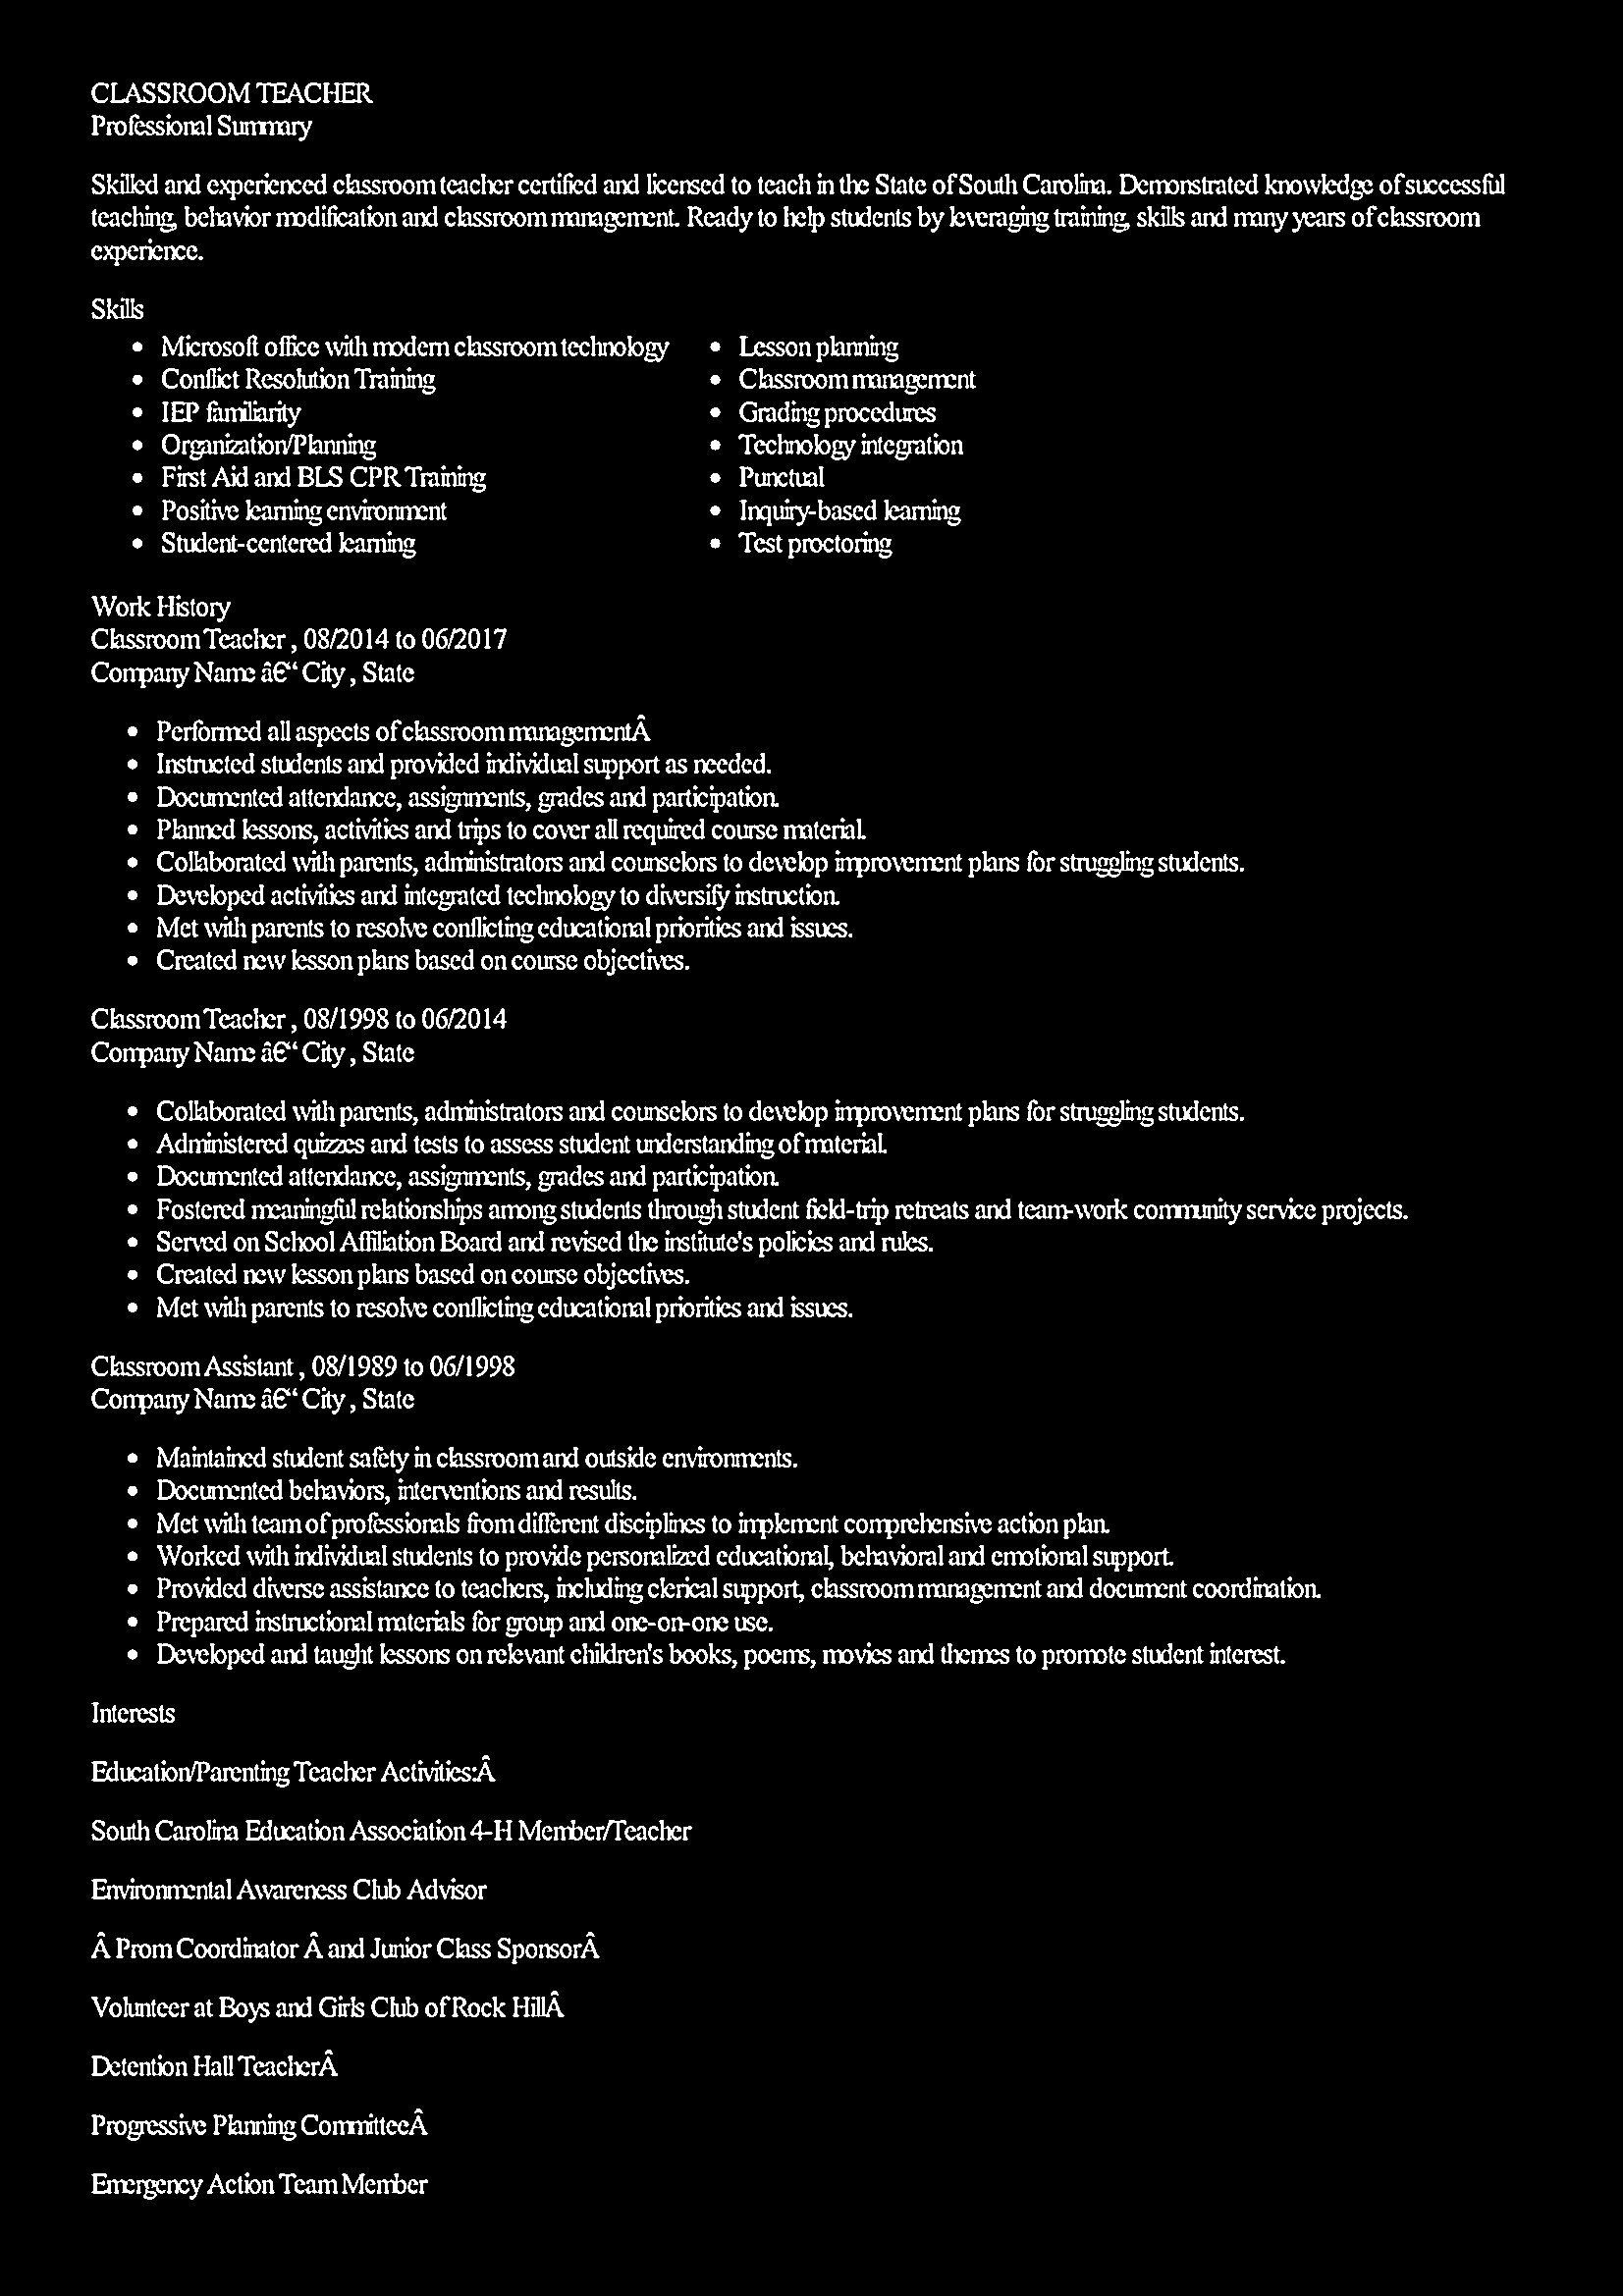 CLASSROOM TEACHER
Professional Summary
Skilled and experienced classroom teacher certified and licensed to teach in the State of South Carolina. Demonstrated knowledge of successful
teaching, behavior modification and classroom management. Ready to help students by leveraging training, skills and many years of classroom
experience.
Skills
• Microsoft office with modern classroom technology
• Conflict Resolution Training
• IEP familiarity
• Organization/Planning
• First Aid and BLS CPR Training
• Positive learning environment
• Student-centered learning
• Lesson planning
• Classroom management
• Grading procedures
• Technology integration
• Punctual
• Inquiry-based learning
• Test proctoring
Work History
Classroom Teacher , 08/2014 to 06/2017
Company Name â€“ City , State
• Performed all aspects of classroom managementÂ
• Instructed students and provided individual support as needed.
• Documented attendance, assignments, grades and participation.
• Planned lessons, activities and trips to cover all required course material.
• Collaborated with parents, administrators and counselors to develop improvement plans for struggling students.
• Developed activities and integrated technology to diversify instruction.
• Met with parents to resolve conflicting educational priorities and issues.
• Created new lesson plans based on course objectives.
Classroom Teacher , 08/1998 to 06/2014
Company Name â€“ City , State
• Collaborated with parents, administrators and counselors to develop improvement plans for struggling students.
• Administered quizzes and tests to assess student understanding of material.
• Documented attendance, assignments, grades and participation.
• Fostered meaningful relationships among students through student field-trip retreats and team-work community service projects.
• Served on School Affiliation Board and revised the institute's policies and rules.
• Created new lesson plans based on course objectives.
• Met with parents to resolve conflicting educational priorities and issues.
Classroom Assistant , 08/1989 to 06/1998
Company Name â€“ City , State
• Maintained student safety in classroom and outside environments.
• Documented behaviors, interventions and results.
• Met with team of professionals from different disciplines to implement comprehensive action plan.
• Worked with individual students to provide personalized educational, behavioral and emotional support.
• Provided diverse assistance to teachers, including clerical support, classroom management and document coordination.
• Prepared instructional materials for group and one-on-one use.
• Developed and taught lessons on relevant children's books, poems, movies and themes to promote student interest.
Interests
Education/Parenting Teacher Activities:Â
South Carolina Education Association 4-H Member/Teacher
Environmental Awareness Club Advisor
Â Prom Coordinator Â and Junior Class SponsorÂ
Volunteer at Boys and Girls Club of Rock HillÂ
Detention Hall TeacherÂ
Progressive Planning CommitteeÂ
Emergency Action Team Member